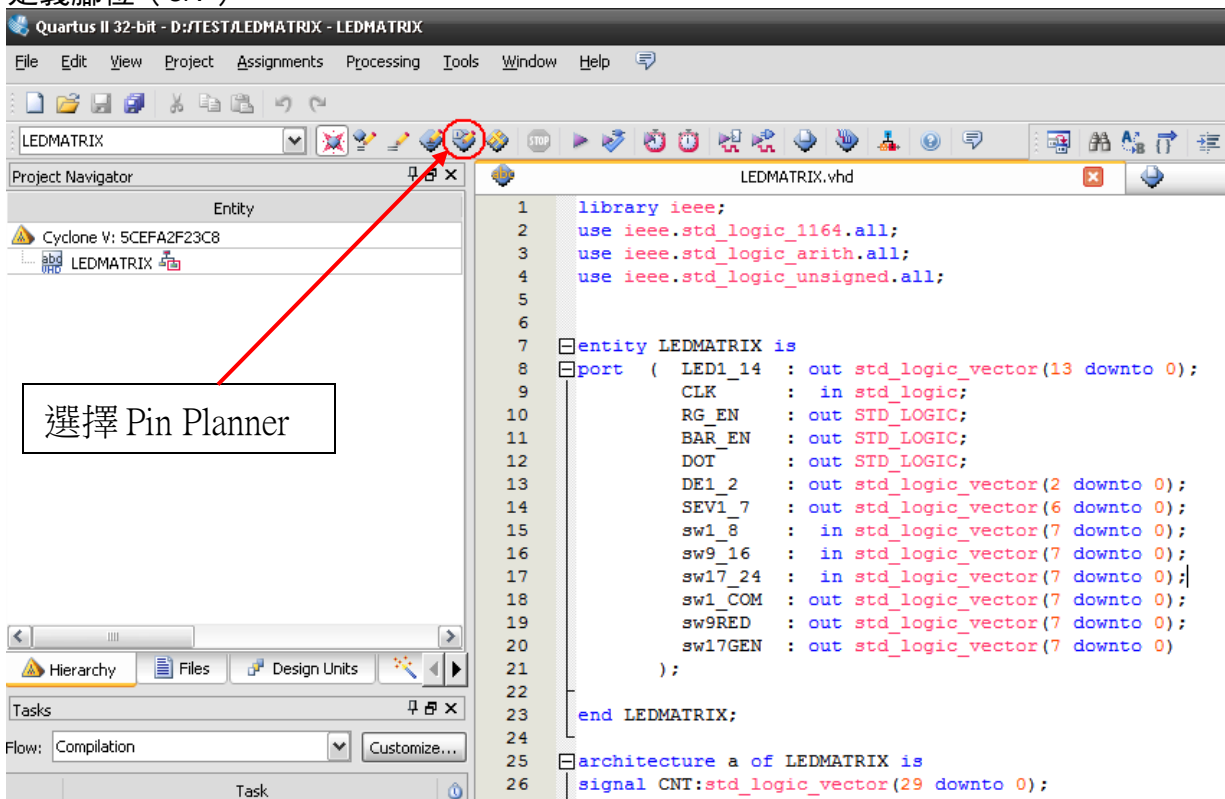 Quartus II 32-bit - D:/TEST/LEDMATRIX - LEDMATRIX
File Edit View Project Assignments Processing Tools Window Help
LEDMATRIX
STOP
Project Navigator
LEDMATRIX.vhd
Entity
Cyclone V: 5CEFA2F23C8
abd
VHD
LEDMATRIX
選擇 Pin Planner
1 library ieee;
2 use ieee.std_logic_1164.all;
3 use ieee.std_logic_arith.all;
4 use ieee.std_logic_unsigned.all;
5
6
7 entity LEDMATRIX is
8 port ( LED1_14 : out std_logic_vector(13 downto 0);
9 CLK : in std_logic;
10 RG_EN : out STD_LOGIC;
11 BAR_EN : out STD_LOGIC;
12 DOT : out STD_LOGIC;
13 DE1_2 : out std_logic_vector(2 downto 0);
14 SEV1_7 : out std_logic_vector(6 downto 0);
15 sw1_8 : in std_logic_vector(7 downto 0);
16 sw9_16 : in std_logic_vector(7 downto 0);
17 sw17_24 : in std_logic_vector(7 downto 0);
18 sw1_COM : out std_logic_vector(7 downto 0);
19 sw9RED : out std_logic_vector(7 downto 0);
20 sw17GEN : out std_logic_vector(7 downto 0)
21 );
22
23 end LEDMATRIX;
24
25 architecture a of LEDMATRIX is
26 signal CNT:std_logic_vector(29 downto 0);
Hierarchy Files Design Units
Tasks
Flow: Compilation Customize...
Task